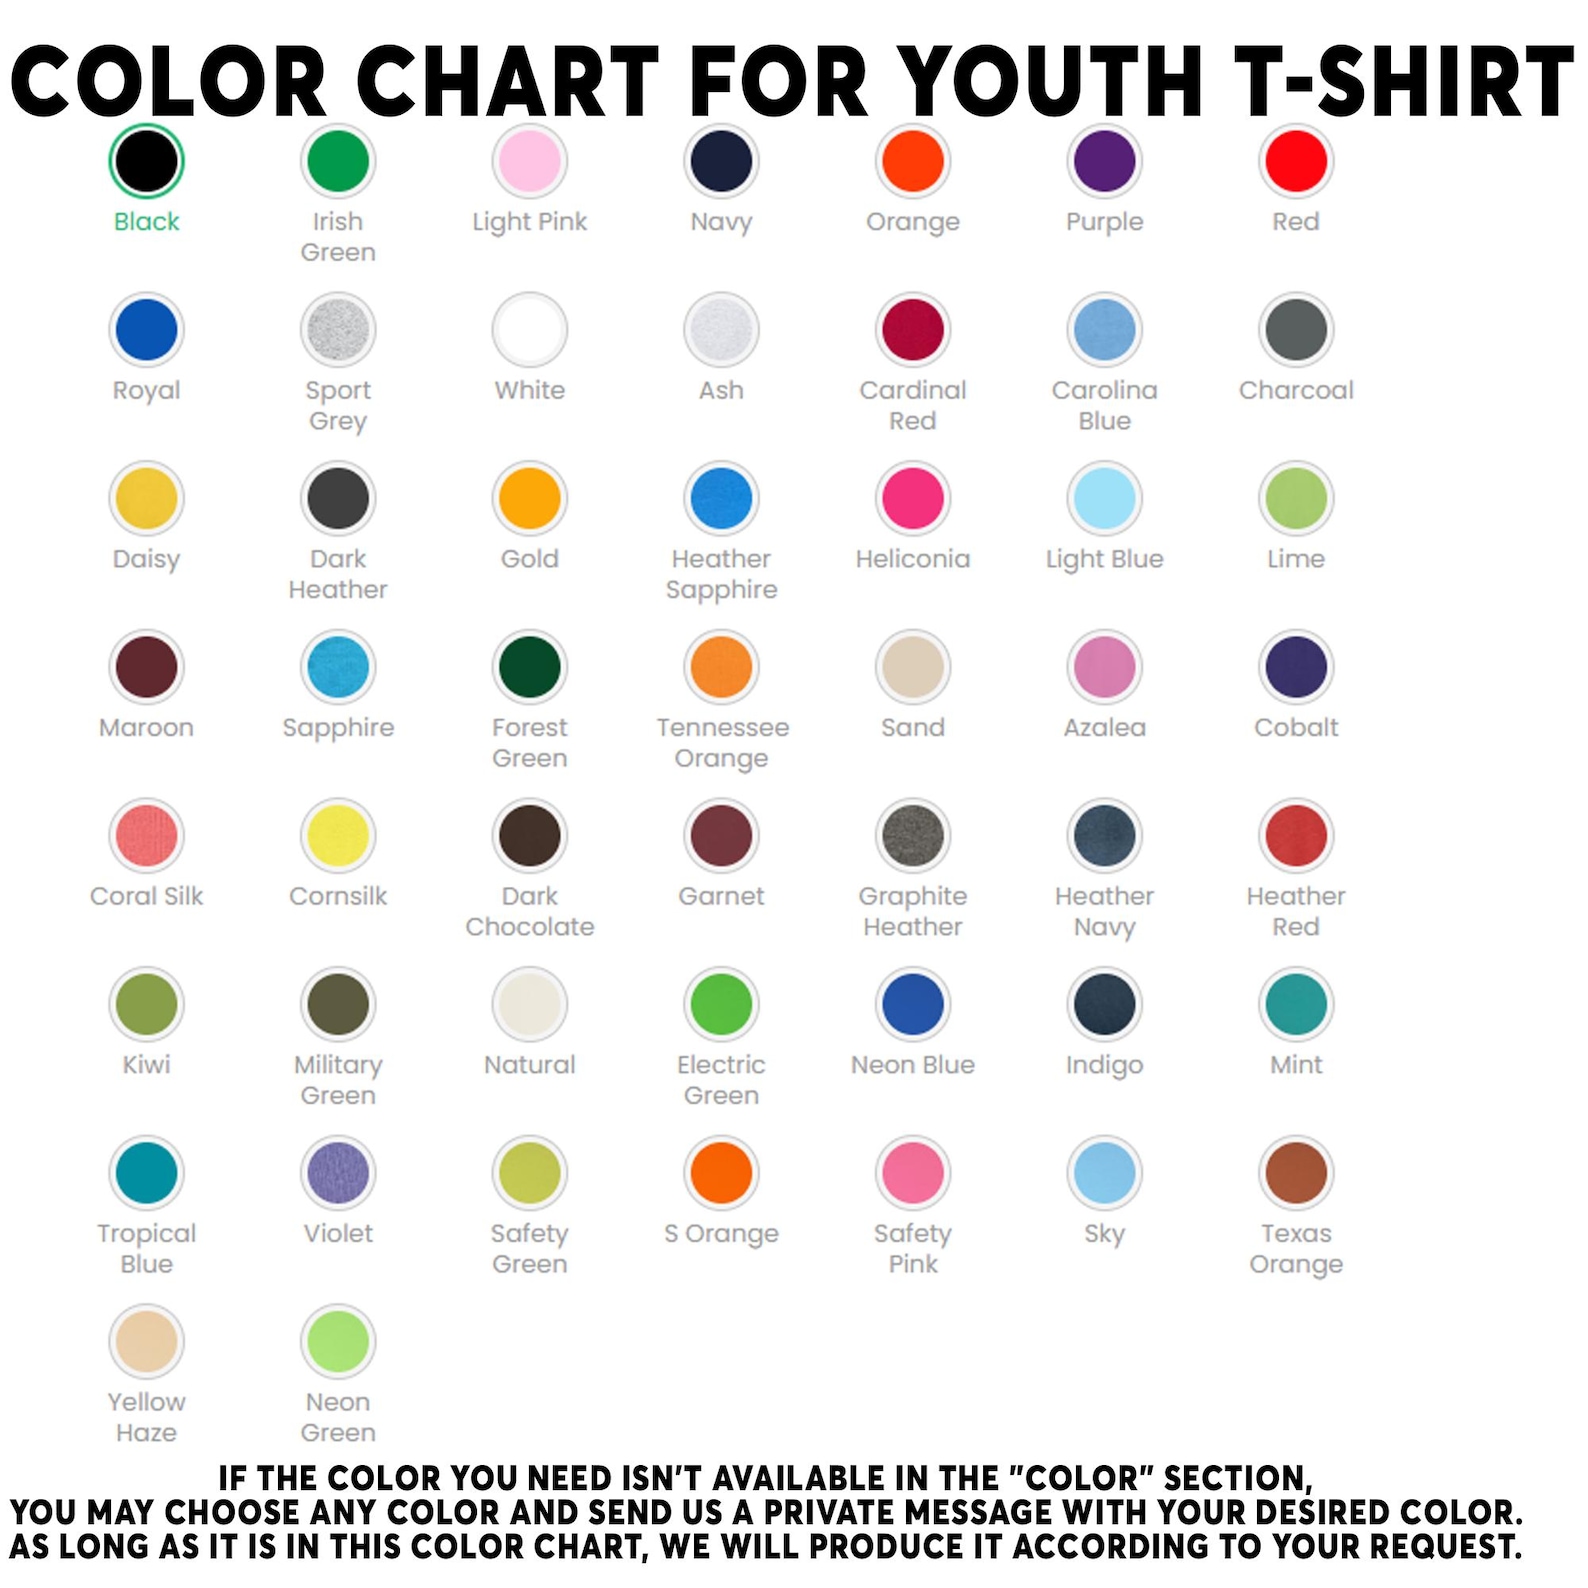 COLOR CHART FOR YOUTH T-SHIRT
Black
Irish
Green
Light Pink
Navy
Orange
Purple
Red
Royal
Sport
Grey
White
Ash
Cardinal
Red
Carolina
Blue
Charcoal
Daisy
Dark
Heather
Gold
Heather
Sapphire
Heliconia
Light Blue
Lime
Maroon
Sapphire
Forest
Green
Tennessee
Orange
Sand
Azalea
Cobalt
Coral Silk
Cornsilk
Dark
Chocolate
Garnet
Graphite
Heather
Heather
Navy
Heather
Red
Kiwi
Military
Green
Natural
Electric
Green
Neon Blue
Indigo
Mint
Tropical
Blue
Violet
Safety
Green
S Orange
Safety
Pink
Sky
Texas
Orange
Yellow
Haze
Neon
Green
IF THE COLOR YOU NEED ISN'T AVAILABLE IN THE "COLOR" SECTION,
YOU MAY CHOOSE ANY COLOR AND SEND US A PRIVATE MESSAGE WITH YOUR DESIRED COLOR.
AS LONG AS IT IS IN THIS COLOR CHART, WE WILL PRODUCE IT ACCORDING TO YOUR REQUEST.